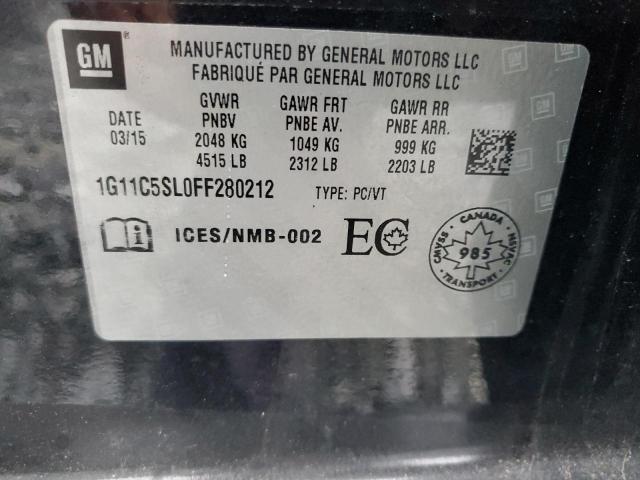 GM
MANUFACTURED BY GENERAL MOTORS LLC
FABRIQUÉ PAR GENERAL MOTORS LLC
DATE
03/15
GVWR
PNBV
2048 KG
4515 LB
GAWR FRT
PNBE AV.
1049 KG
2312 LB
GAWR RR
PNBE ARR.
999 KG
2203 LB
1G11C5SL0FF280212 TYPE: PC/VT
i ICES/NMB-002 EC
CANADA
CMVSS 985 NSVAC
TRANSPORT